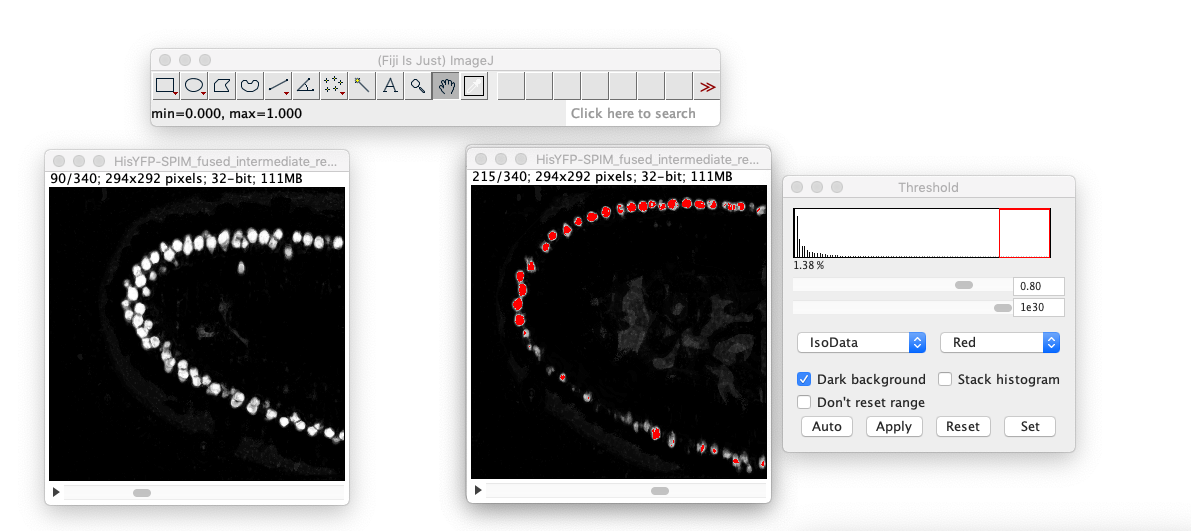 (Fiji Is Just) ImageJ
A
>>
min=0.000, max=1.000
Click here to search
HisYFP-SPIM_fused_intermediate_re...
90/340; 294x292 pixels; 32-bit; 111MB
HisYFP-SPIM_fused_intermediate_re...
215/340; 294x292 pixels; 32-bit; 111MB
Threshold
1.38 %
0.80
1e30
IsoData
Red
Dark background
Stack histogram
Don't reset range
Auto
Apply
Reset
Set